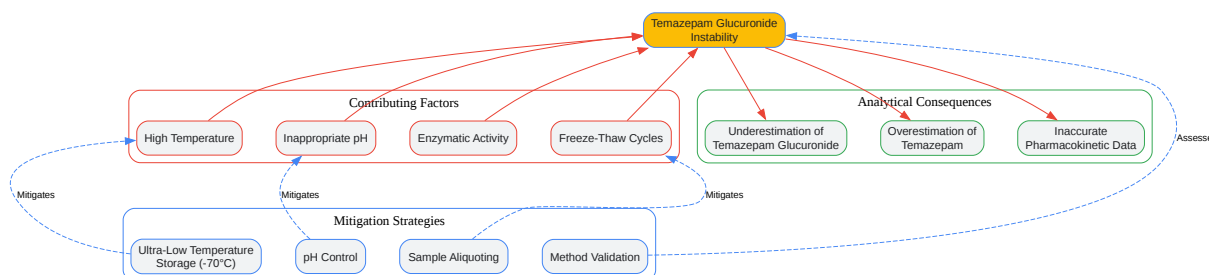 Temazepam Glucuronide
Instability
Contributing Factors
Analytical Consequences
High Temperature
Inappropriate pH
Enzymatic Activity
Freeze-Thaw Cycles
Underestimation of
Temazepam Glucuronide
Overestimation of
Temazepam
Inaccurate
Pharmacokinetic Data
Assesse
Mitigates
Mitigates
Mitigates
Mitigation Strategies
Ultra-Low Temperature
Storage (-70°C)
pH Control
Sample Aliquoting
Method Validation